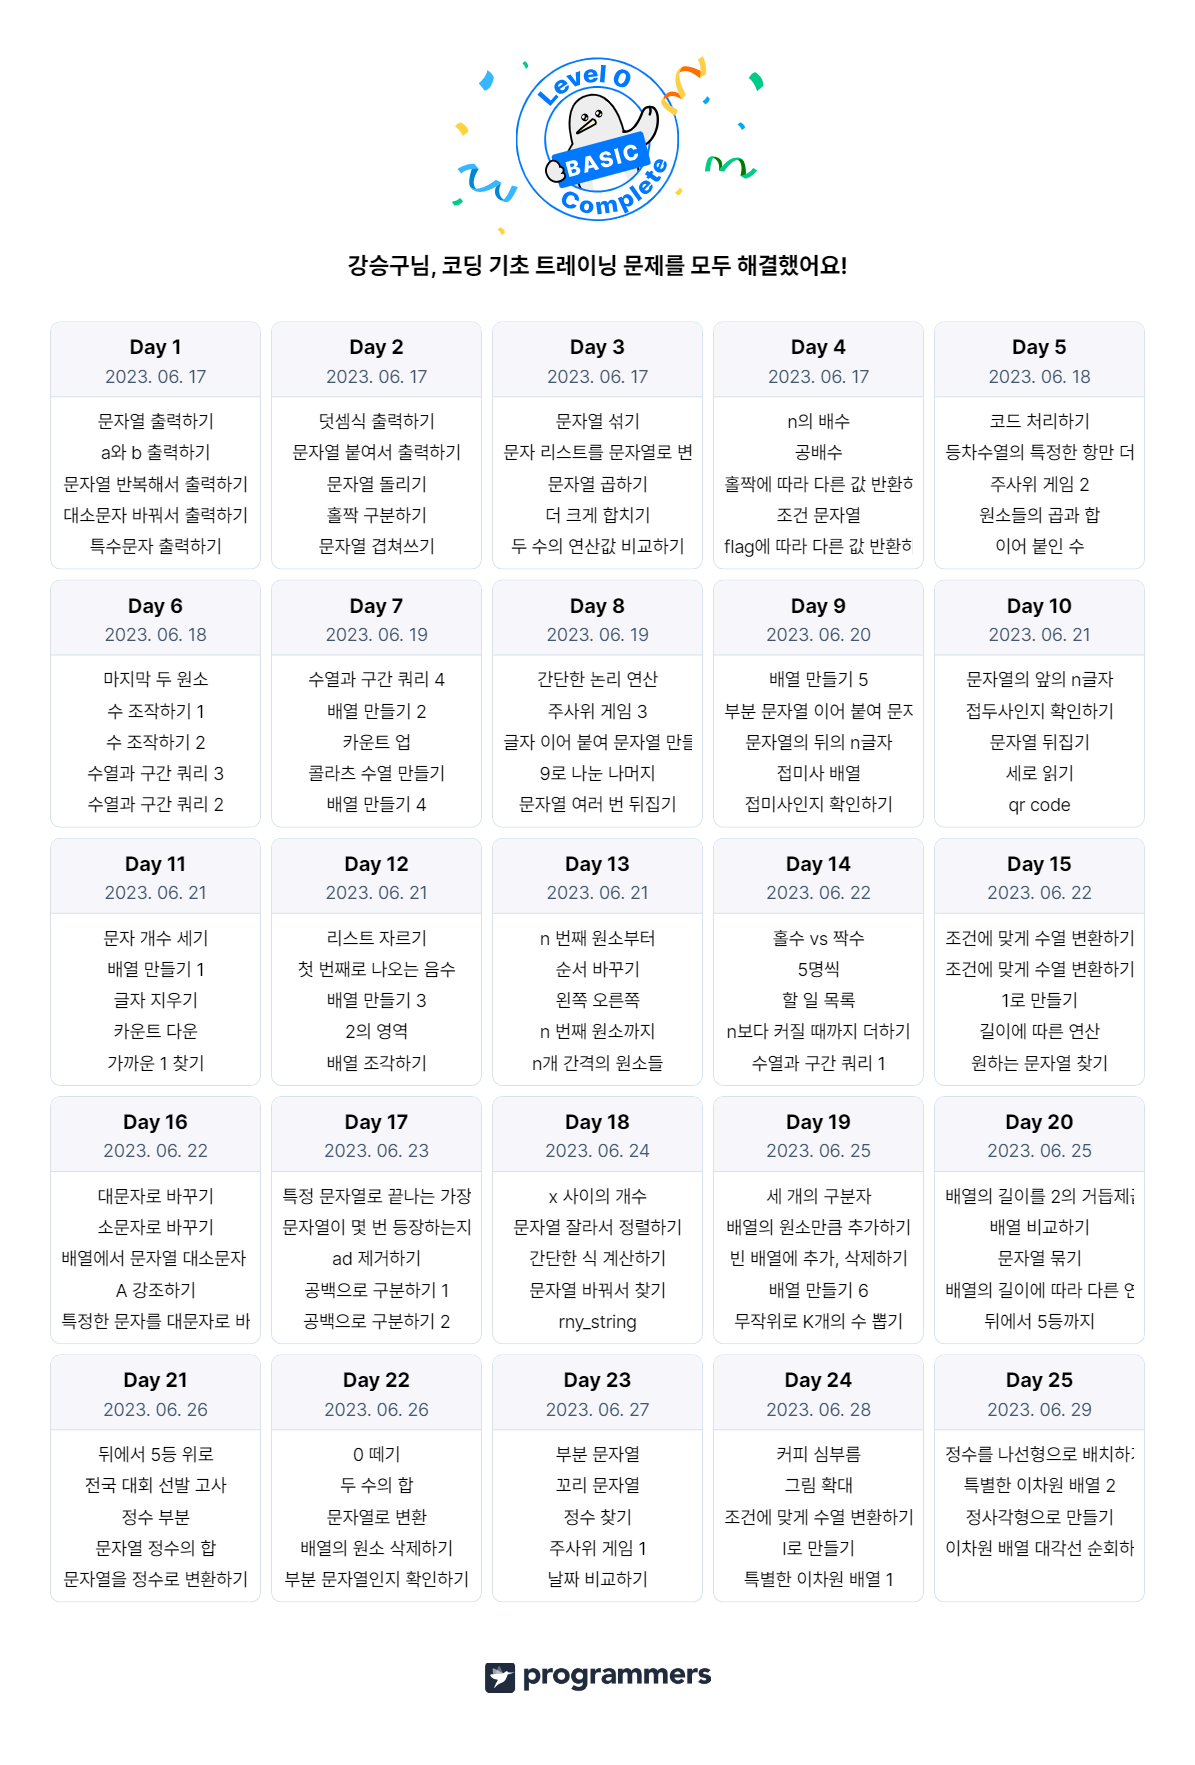 Level 0
BASIC
Complete
강승구님, 코딩 기초 트레이닝 문제를 모두 해결했어요!
Day 1
2023. 06. 17
문자열 출력하기
a와 b 출력하기
문자열 반복해서 출력하기
대소문자 바꿔서 출력하기
특수문자 출력하기
Day 2
2023. 06. 17
덧셈식 출력하기
문자열 붙여서 출력하기
문자열 돌리기
홀짝 구분하기
문자열 겹쳐쓰기
Day 3
2023. 06. 17
문자열 섞기
문자 리스트를 문자열로 변
문자열 곱하기
더 크게 합치기
두 수의 연산값 비교하기
Day 4
2023. 06. 17
n의 배수
공배수
홀짝에 따라 다른 값 반환하
조건 문자열
flag에 따라 다른 값 반환하
Day 5
2023. 06. 18
코드 처리하기
등차수열의 특정한 항만 더
주사위 게임 2
원소들의 곱과 합
이어 붙인 수
Day 6
2023. 06. 18
마지막 두 원소
수 조작하기 1
수 조작하기 2
수열과 구간 쿼리 3
수열과 구간 쿼리 2
Day 7
2023. 06. 19
수열과 구간 쿼리 4
배열 만들기 2
카운트 업
콜라츠 수열 만들기
배열 만들기 4
Day 8
2023. 06. 19
간단한 논리 연산
주사위 게임 3
글자 이어 붙여 문자열 만들
9로 나눈 나머지
문자열 여러 번 뒤집기
Day 9
2023. 06. 20
배열 만들기 5
부분 문자열 이어 붙여 문자
문자열의 뒤의 n글자
접미사 배열
접미사인지 확인하기
Day 10
2023. 06. 21
문자열의 앞의 n글자
접두사인지 확인하기
문자열 뒤집기
세로 읽기
qr code
Day 11
2023. 06. 21
문자 개수 세기
배열 만들기 1
글자 지우기
카운트 다운
가까운 1 찾기
Day 12
2023. 06. 21
리스트 자르기
첫 번째로 나오는 음수
배열 만들기 3
2의 영역
배열 조각하기
Day 13
2023. 06. 21
n 번째 원소부터
순서 바꾸기
왼쪽 오른쪽
n 번째 원소까지
n개 간격의 원소들
Day 14
2023. 06. 22
홀수 vs 짝수
5명씩
할 일 목록
n보다 커질 때까지 더하기
수열과 구간 쿼리 1
Day 15
2023. 06. 22
조건에 맞게 수열 변환하기
조건에 맞게 수열 변환하기
1로 만들기
길이에 따른 연산
원하는 문자열 찾기
Day 16
2023. 06. 22
대문자로 바꾸기
소문자로 바꾸기
배열에서 문자열 대소문자
A 강조하기
특정한 문자를 대문자로 바
Day 17
2023. 06. 23
특정 문자열로 끝나는 가장
문자열이 몇 번 등장하는지
ad 제거하기
공백으로 구분하기 1
공백으로 구분하기 2
Day 18
2023. 06. 24
x 사이의 개수
문자열 잘라서 정렬하기
간단한 식 계산하기
문자열 바꿔서 찾기
rny_string
Day 19
2023. 06. 25
세 개의 구분자
배열의 원소만큼 추가하기
빈 배열에 추가, 삭제하기
배열 만들기 6
무작위로 K개의 수 뽑기
Day 20
2023. 06. 25
배열의 길이를 2의 거듭제곱
배열 비교하기
문자열 묶기
배열의 길이에 따라 다른 연
뒤에서 5등까지
Day 21
2023. 06. 26
뒤에서 5등 위로
전국 대회 선발 고사
정수 부분
문자열 정수의 합
문자열을 정수로 변환하기
Day 22
2023. 06. 26
0 떼기
두 수의 합
문자열로 변환
배열의 원소 삭제하기
부분 문자열인지 확인하기
Day 23
2023. 06. 27
부분 문자열
꼬리 문자열
정수 찾기
주사위 게임 1
날짜 비교하기
Day 24
2023. 06. 28
커피 심부름
그림 확대
조건에 맞게 수열 변환하기
l로 만들기
특별한 이차원 배열 1
Day 25
2023. 06. 29
정수를 나선형으로 배치하기
특별한 이차원 배열 2
정사각형으로 만들기
이차원 배열 대각선 순회하
programmers